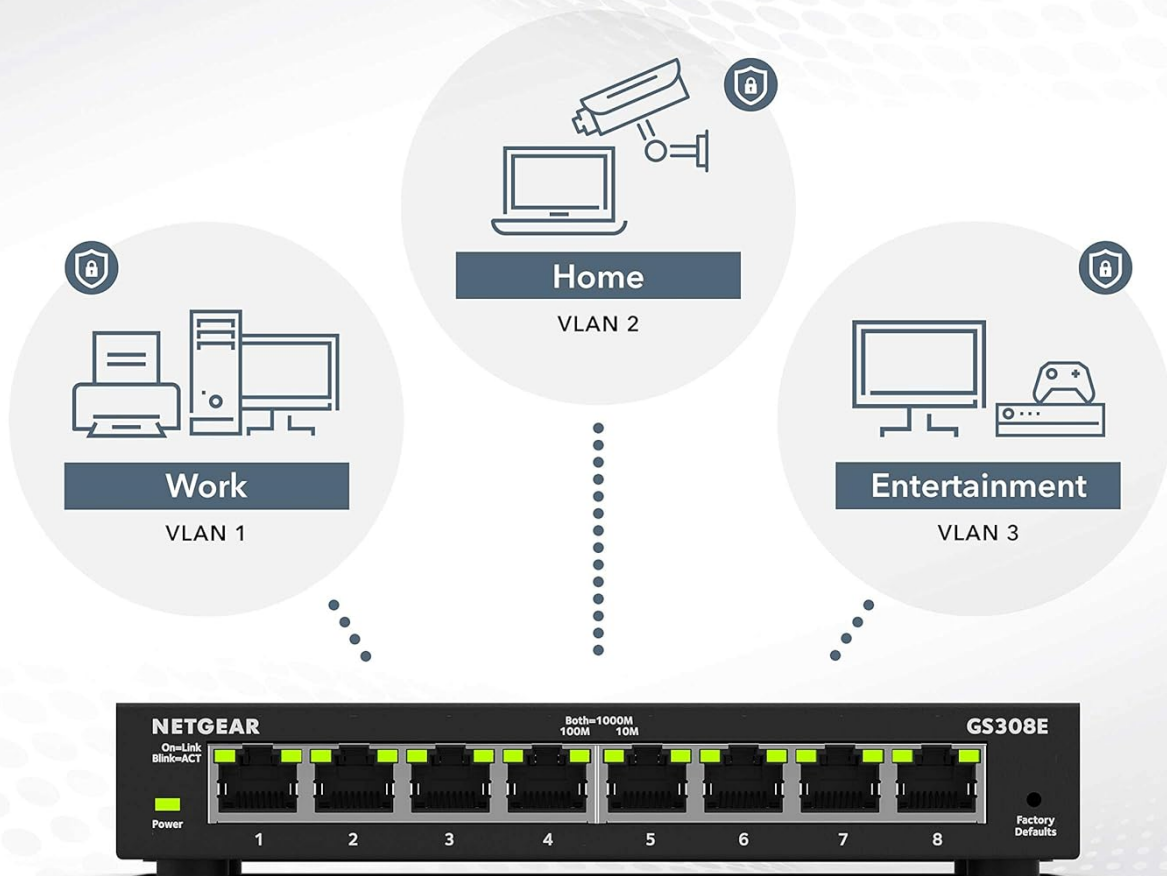 Home
VLAN 2
Work
VLAN 1
Entertainment
VLAN 3
NETGEAR
Both=1000M
100M 10M
GS308E
On=Link
Blink=ACT
Power
1 2 3 4 5 6 7 8
Factory
Defaults